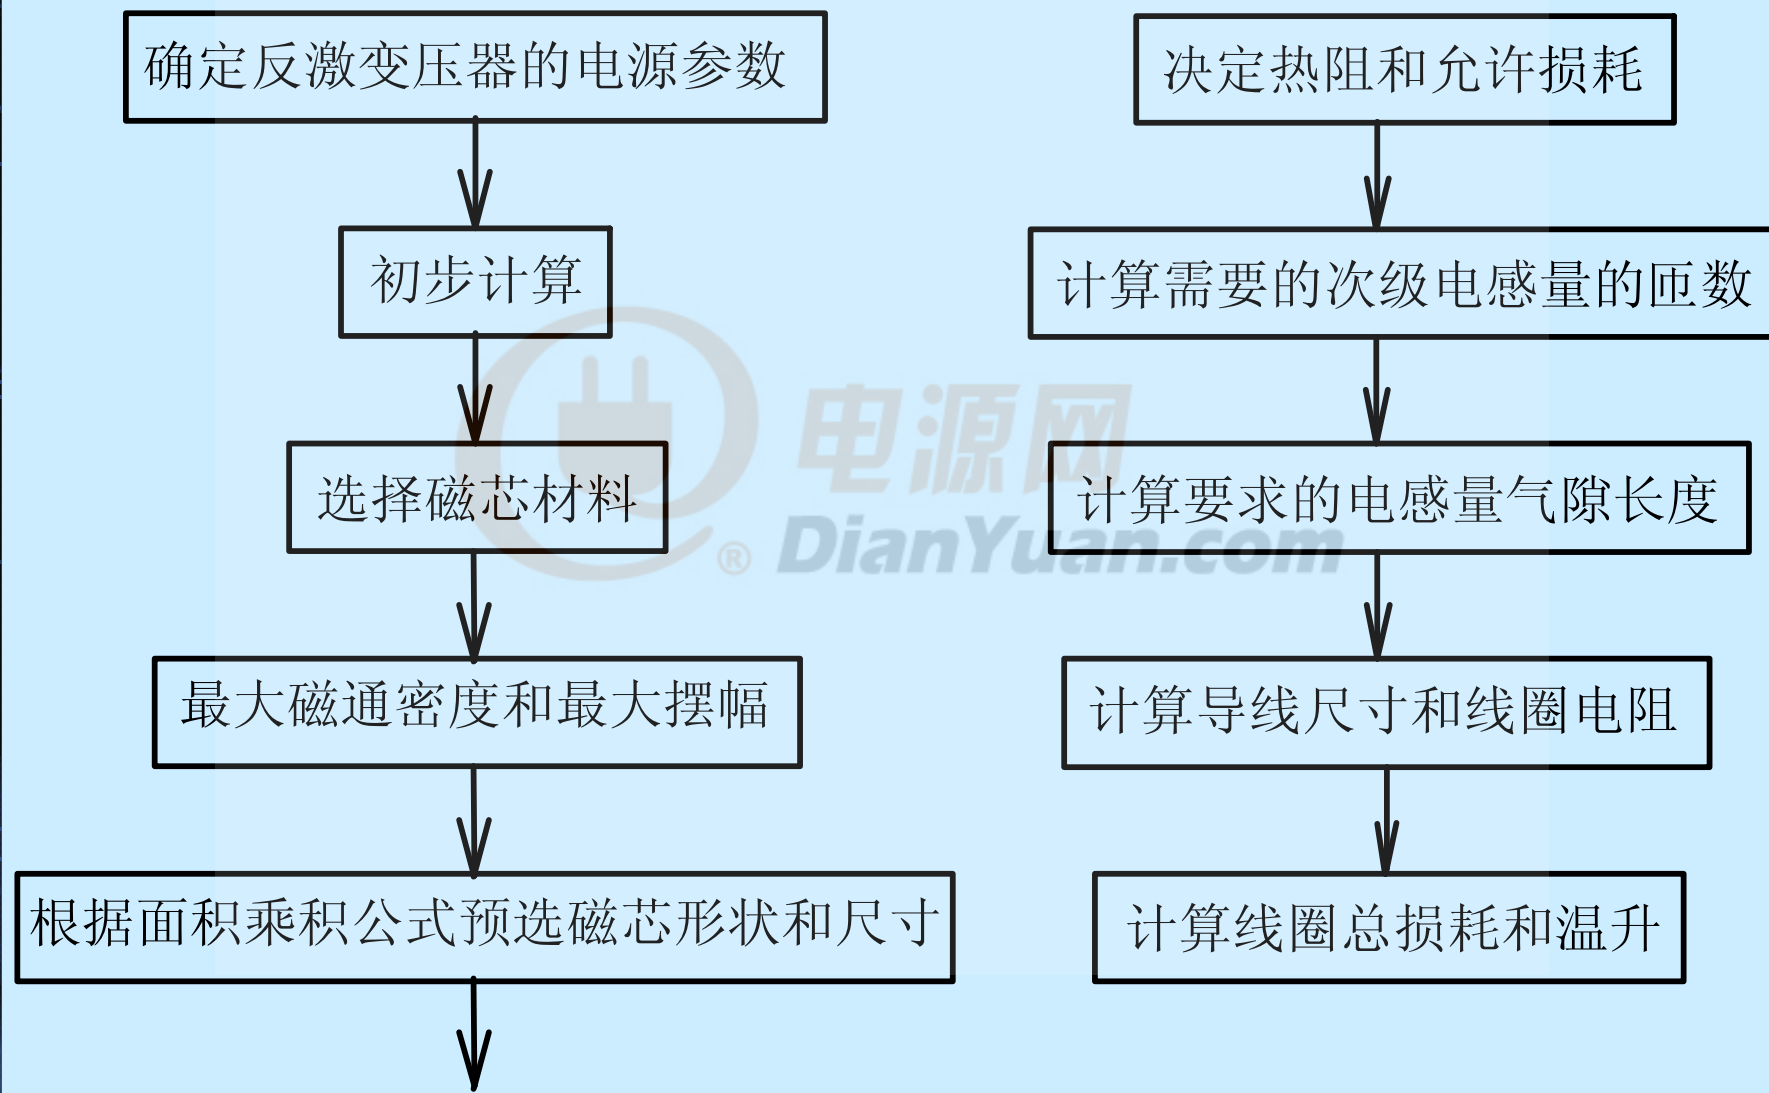 确定反激变压器的电源参数
初步计算
选择磁芯材料
最大磁通密度和最大摆幅
根据面积乘积公式预选磁芯形状和尺寸
决定热阻和允许损耗
计算需要的次级电感量的匝数
计算要求的电感量气隙长度
计算导线尺寸和线圈电阻
计算线圈总损耗和温升
电源网
® DianYuan.com